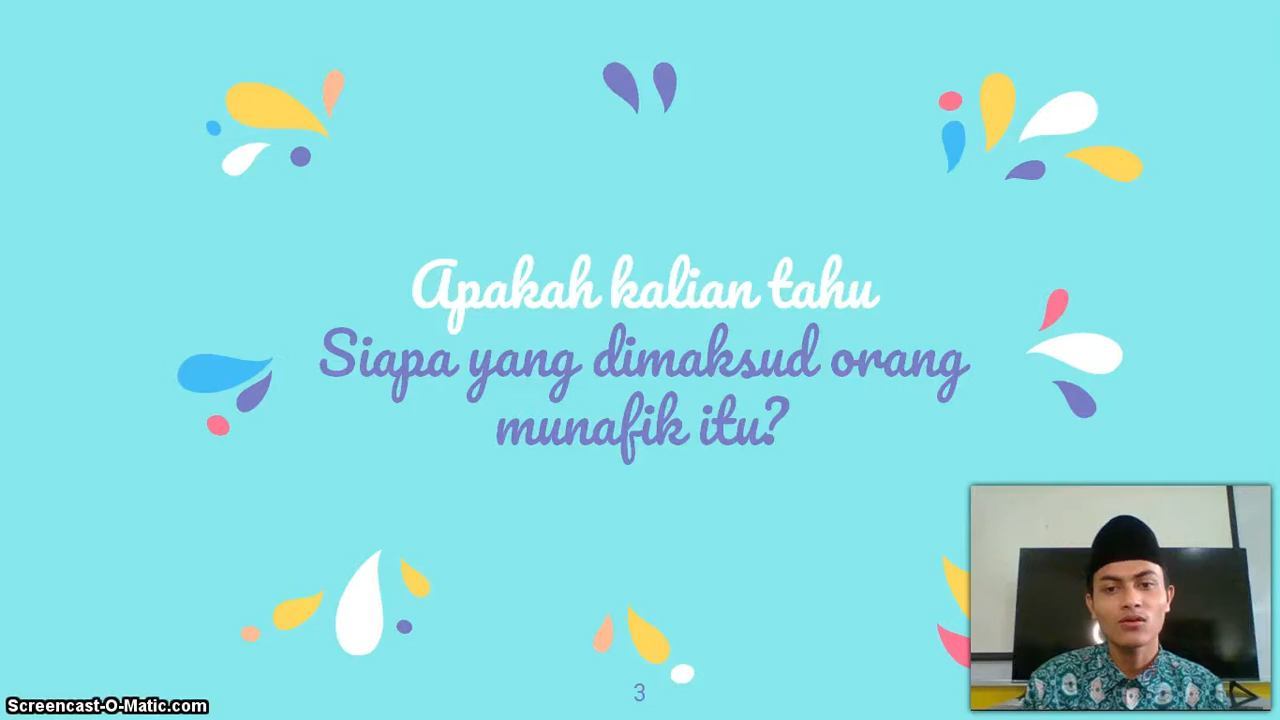 Apakah kalian tahu
Siapa yang dimaksud orang
munafik itu?
3
Screencast-O-Matic.com